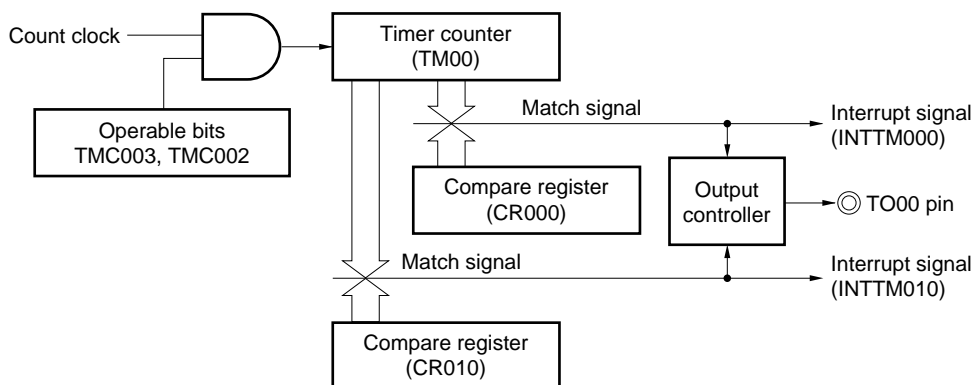 Count clock
Timer counter
(TM00)
Operable bits
TMC003, TMC002
Match signal
Interrupt signal
(INTTM000)
Compare register
(CR000)
Output
controller
TO00 pin
Match signal
Interrupt signal
(INTTM010)
Compare register
(CR010)